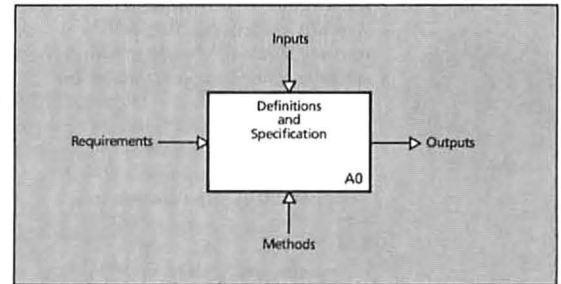 Inputs
Definitions
and
Specification
Requirements
Outputs
A0
Methods